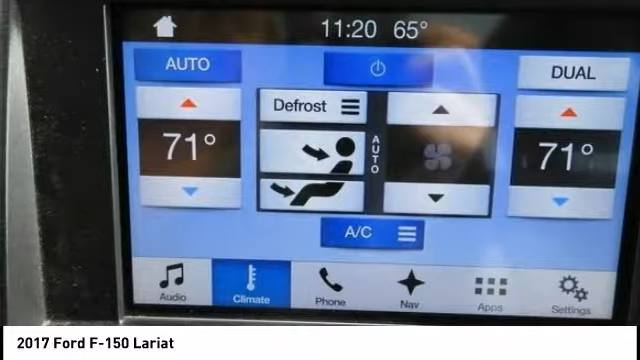 11:20 65°
AUTO
DUAL
Defrost
71°
AUTO
71°
A/C
Audio
Climate
Phone
Nav
Apps
Settings
2017 Ford F-150 Lariat